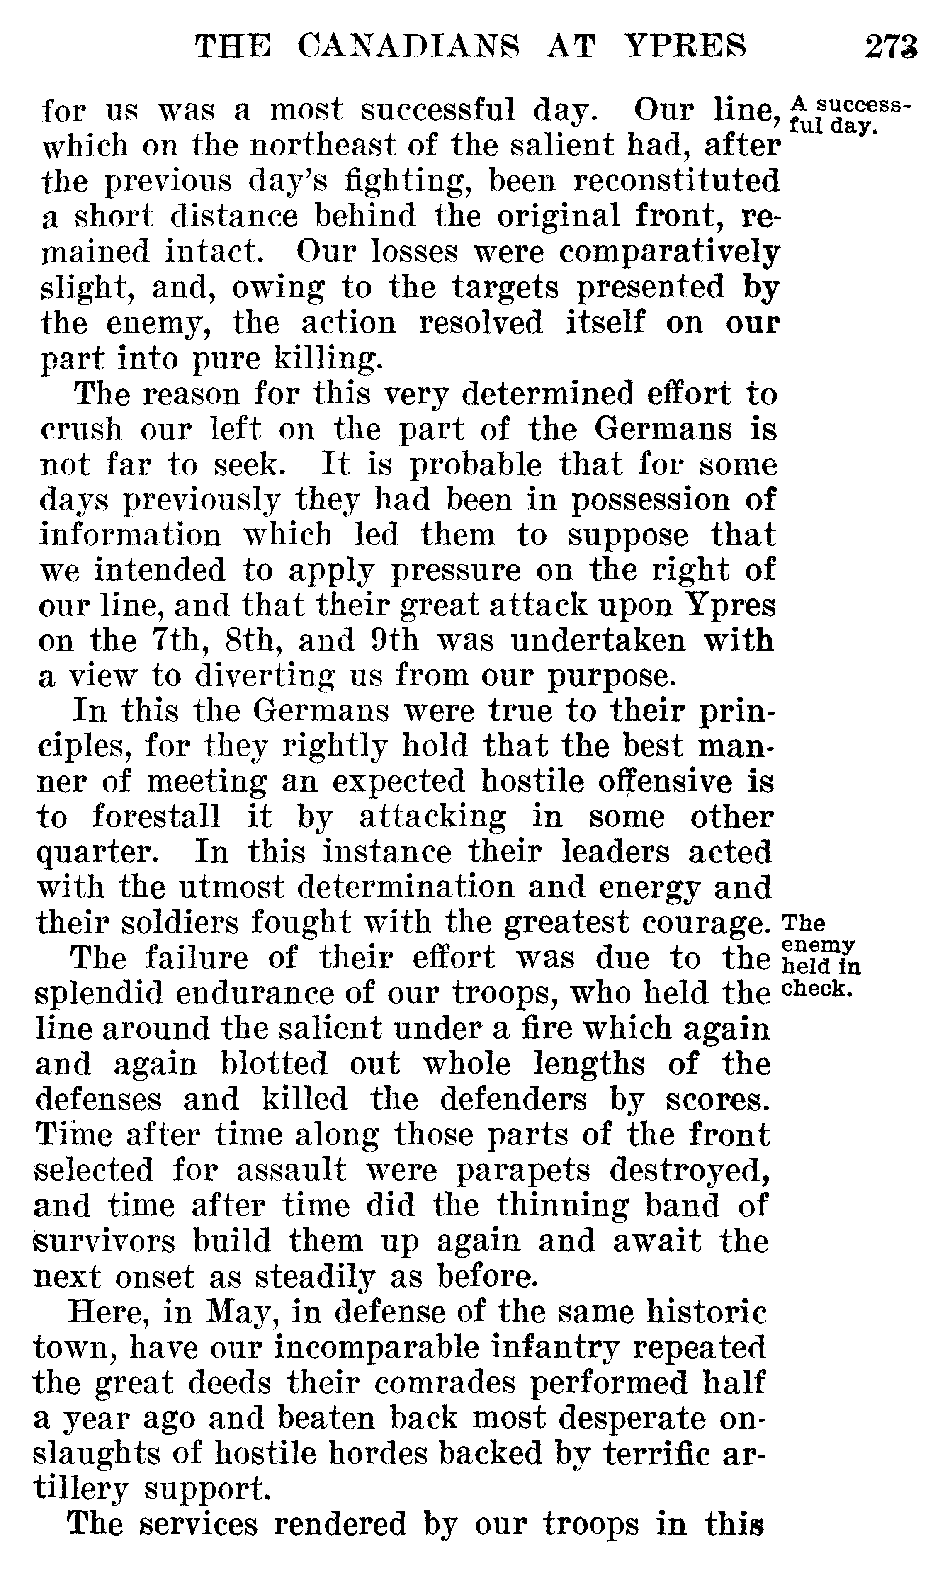 THE CANADIANS AT YPRES 273
for us was a most successful day. Our line,
A success-
ful day.
which on the northeast of the salient had, after
the previous day's fighting, been reconstituted
a short distance behind the original front, re-
mained intact. Our losses were comparatively
slight, and, owing to the targets presented by
the enemy, the action resolved itself on our
part into pure killing.
The reason for this very determined effort to
crush our left on the part of the Germans is
not far to seek. It is probable that for some
days previously they had been in possession of
information which led them to suppose that
we intended to apply pressure on the right of
our line, and that their great attack upon Ypres
on the 7th, 8th, and 9th was undertaken with
a view to diverting us from our purpose.
In this the Germans were true to their prin-
ciples, for they rightly hold that the best man-
ner of meeting an expected hostile offensive is
to forestall it by attacking in some other
quarter. In this instance their leaders acted
with the utmost determination and energy and
their soldiers fought with the greatest courage.
The
enemy
held in
check.
The failure of their effort was due to the
splendid endurance of our troops, who held the
line around the salient under a fire which again
and again blotted out whole lengths of the
defenses and killed the defenders by scores.
Time after time along those parts of the front
selected for assault were parapets destroyed,
and time after time did the thinning band of
survivors build them up again and await the
next onset as steadily as before.
Here, in May, in defense of the same historic
town, have our incomparable infantry repeated
the great deeds their comrades performed half
a year ago and beaten back most desperate on-
slaughts of hostile hordes backed by terrific ar-
tillery support.
The services rendered by our troops in this